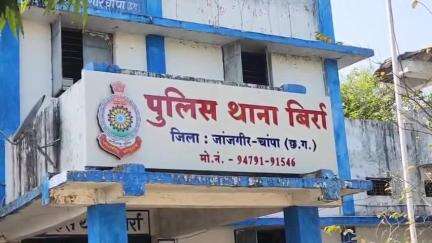 पुलिस थाना बिर्रा
जिला : जांजगीर-चांपा (छ.ग.)
मो.नं. - 94791-91546